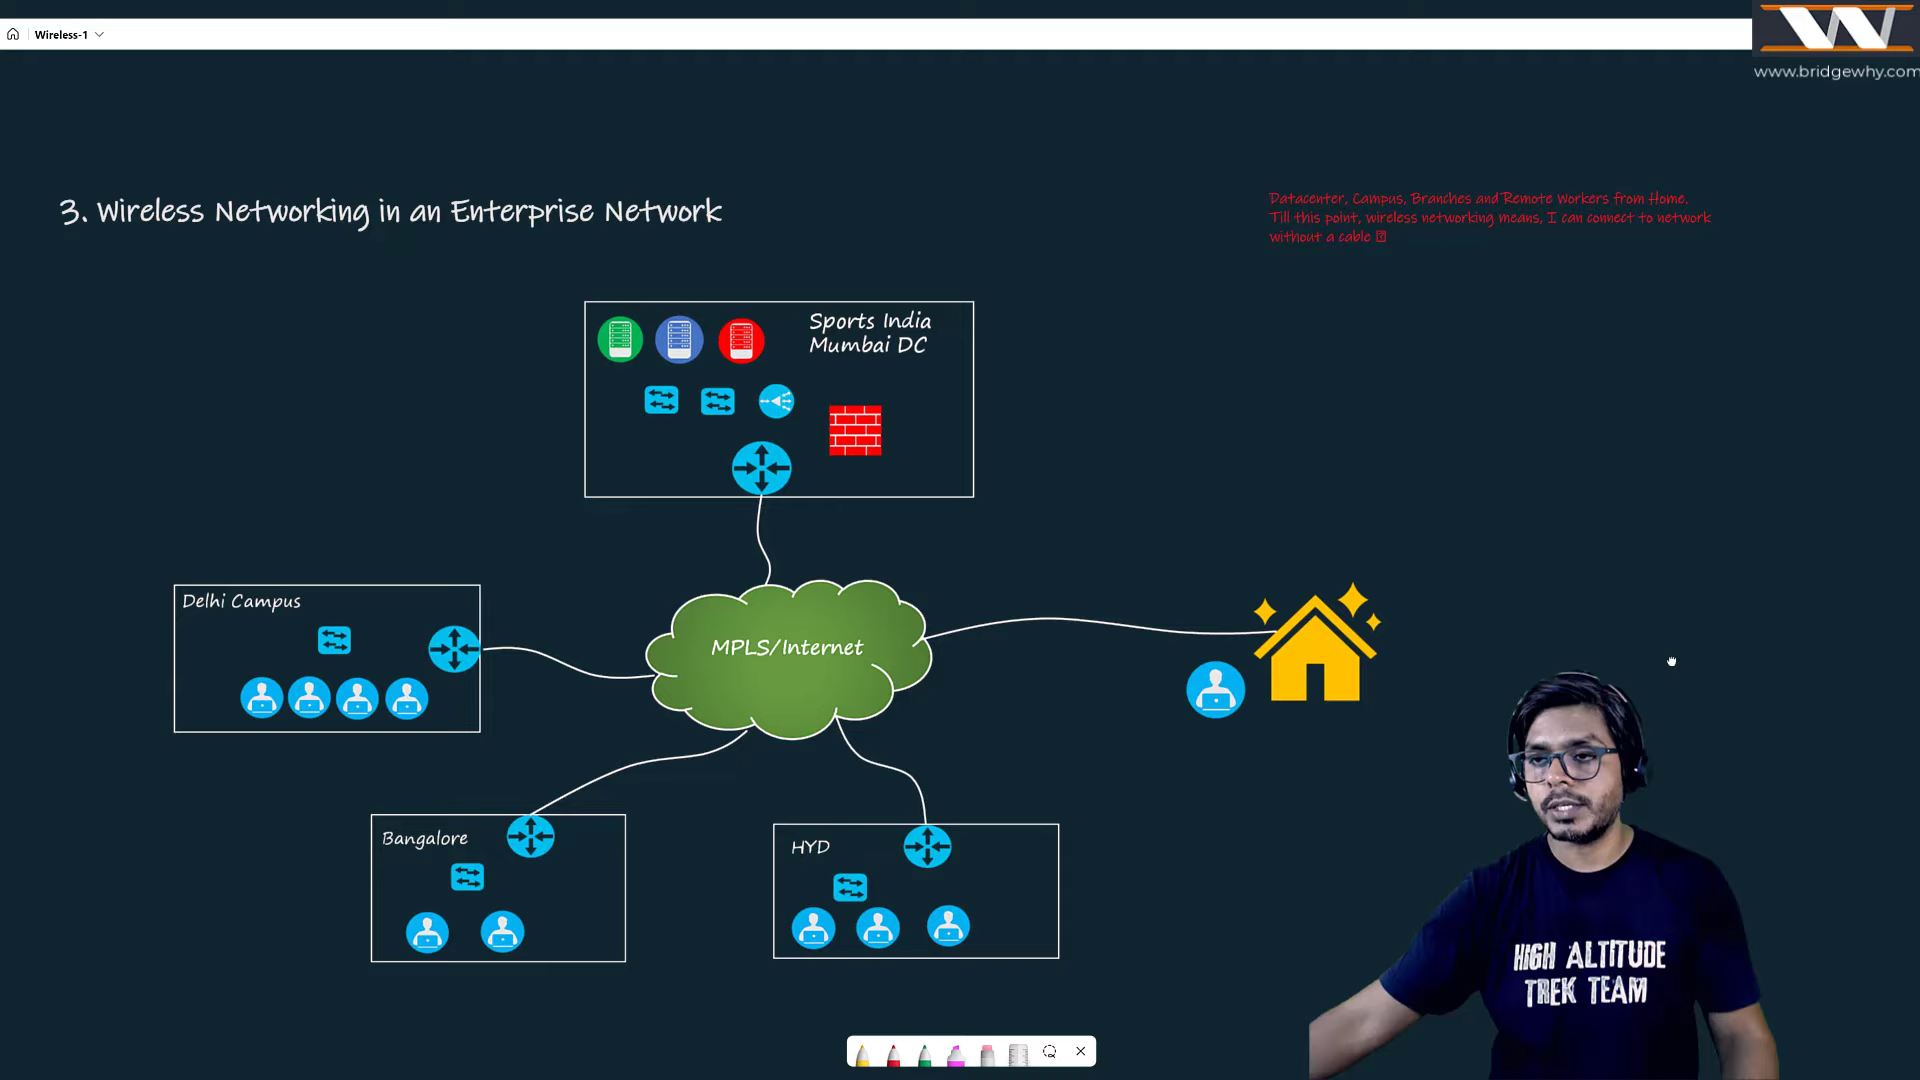 Wireless-1
www.bridgewhy.com
3. Wireless Networking in an Enterprise Network
Datacenter, Campus, Branches and Remote Workers from Home.
Till this point, wireless networking means, I can connect to network
without a cable
Sports India
Mumbai DC
Delhi Campus
MPLS/Internet
Bangalore
HYD
HIGH ALTITUDE
TREK TEAM